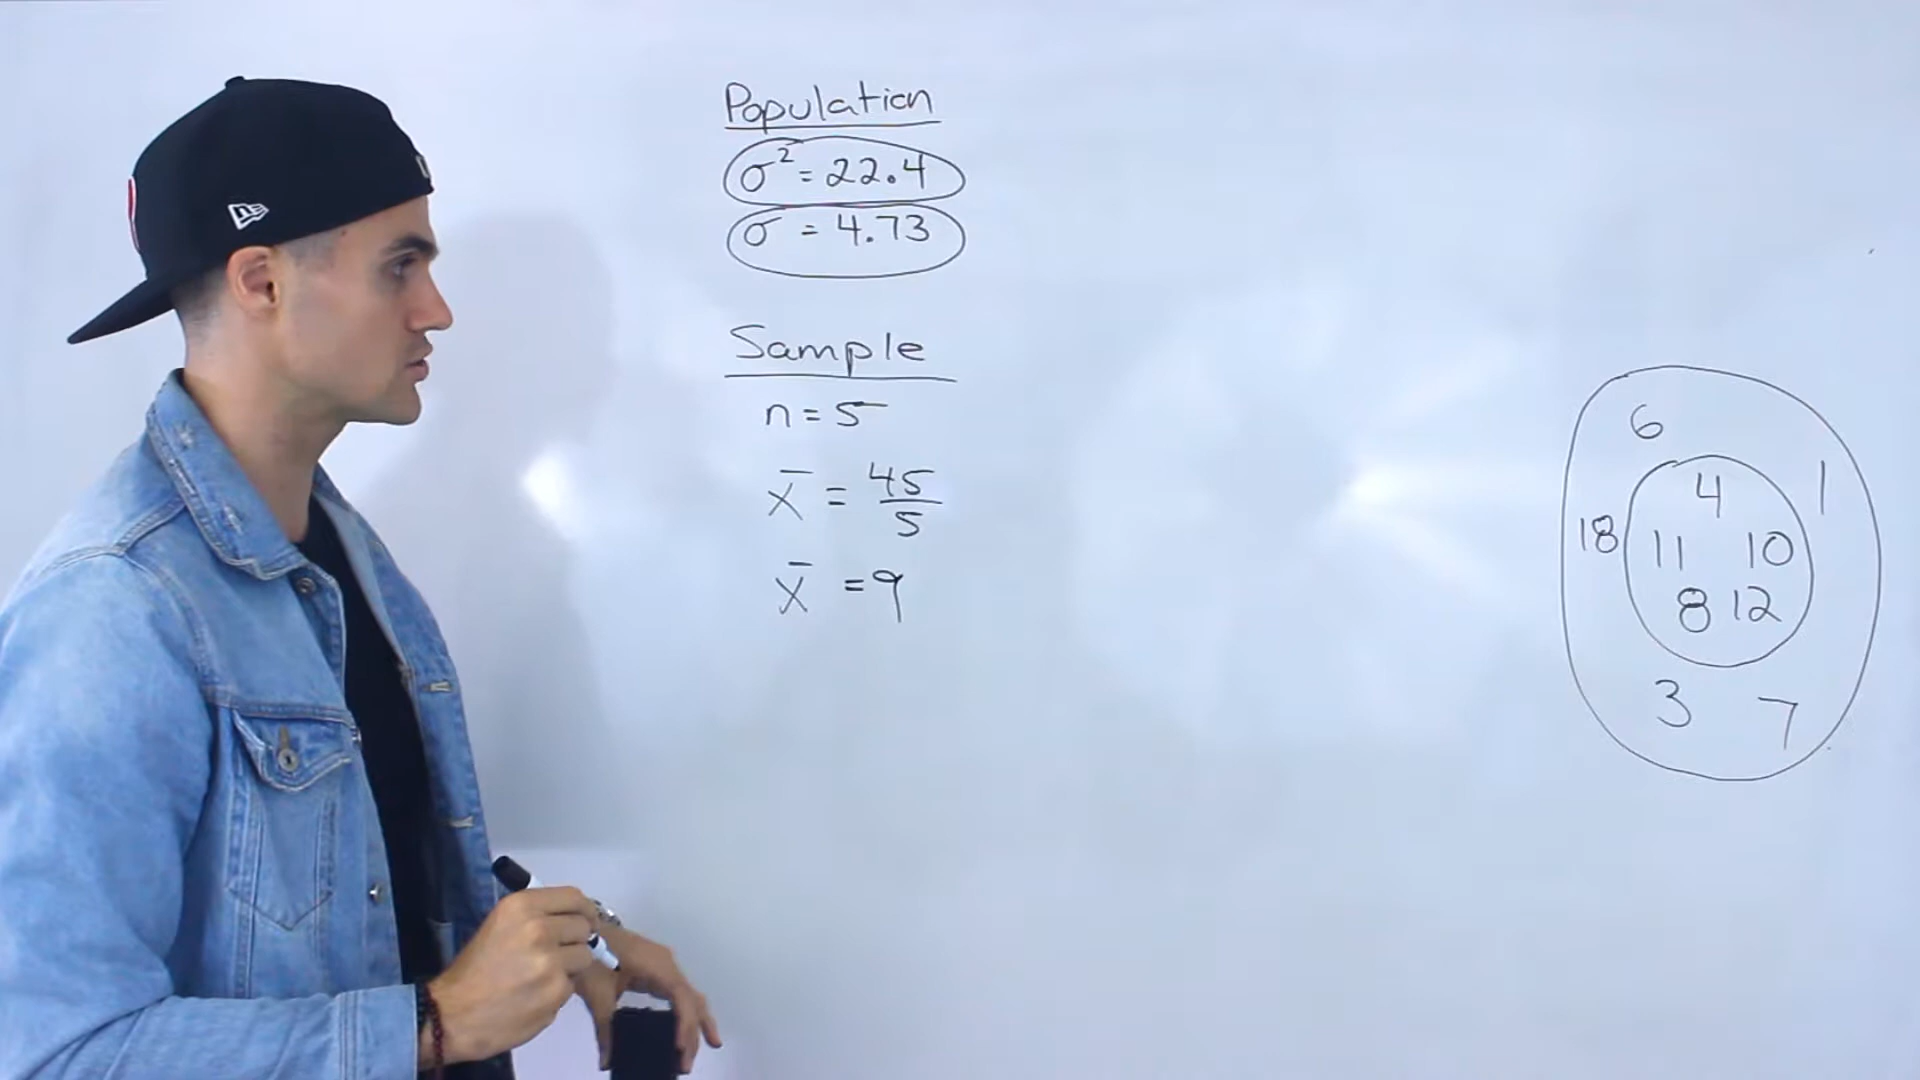 Population
σ² = 22.4
σ = 4.73
Sample
n = 5
x̄ = 45/5
x̄ = 9
6
4
1
18
11 10
8 12
3 7